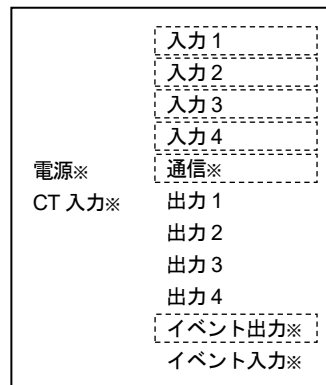 入力 1
入力 2
入力 3
入力 4
電源※ 通信※
CT 入力※ 出力 1
出力 2
出力 3
出力 4
イベント出力※
イベント入力※